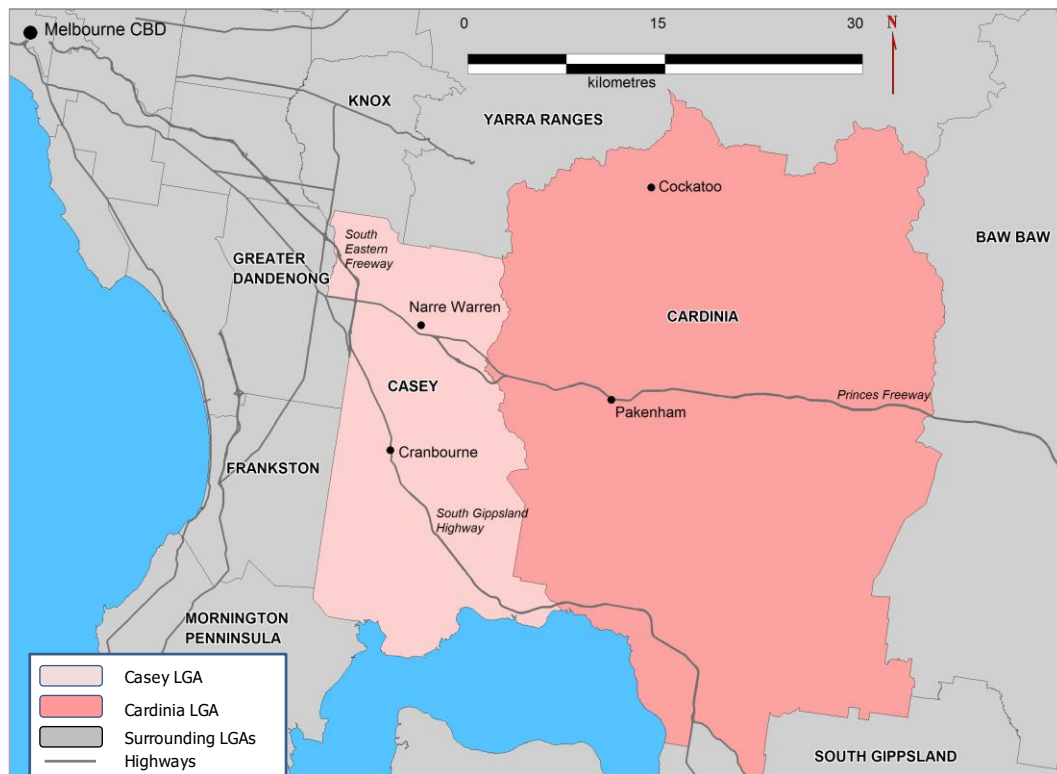 Melbourne CBD
0 15 30
N
kilometres
KNOX
YARRA RANGES
Cockatoo
BAW BAW
South
Eastern
Freeway
GREATER
DANDENONG
Narre Warren
CARDINIA
CASEY
Princes Freeway
Pakenham
Cranbourne
FRANKSTON
South Gippsland
Highway
MORNINGTON
PENNINSULA
Casey LGA
Cardinia LGA
Surrounding LGAs
Highways
SOUTH GIPPSLAND